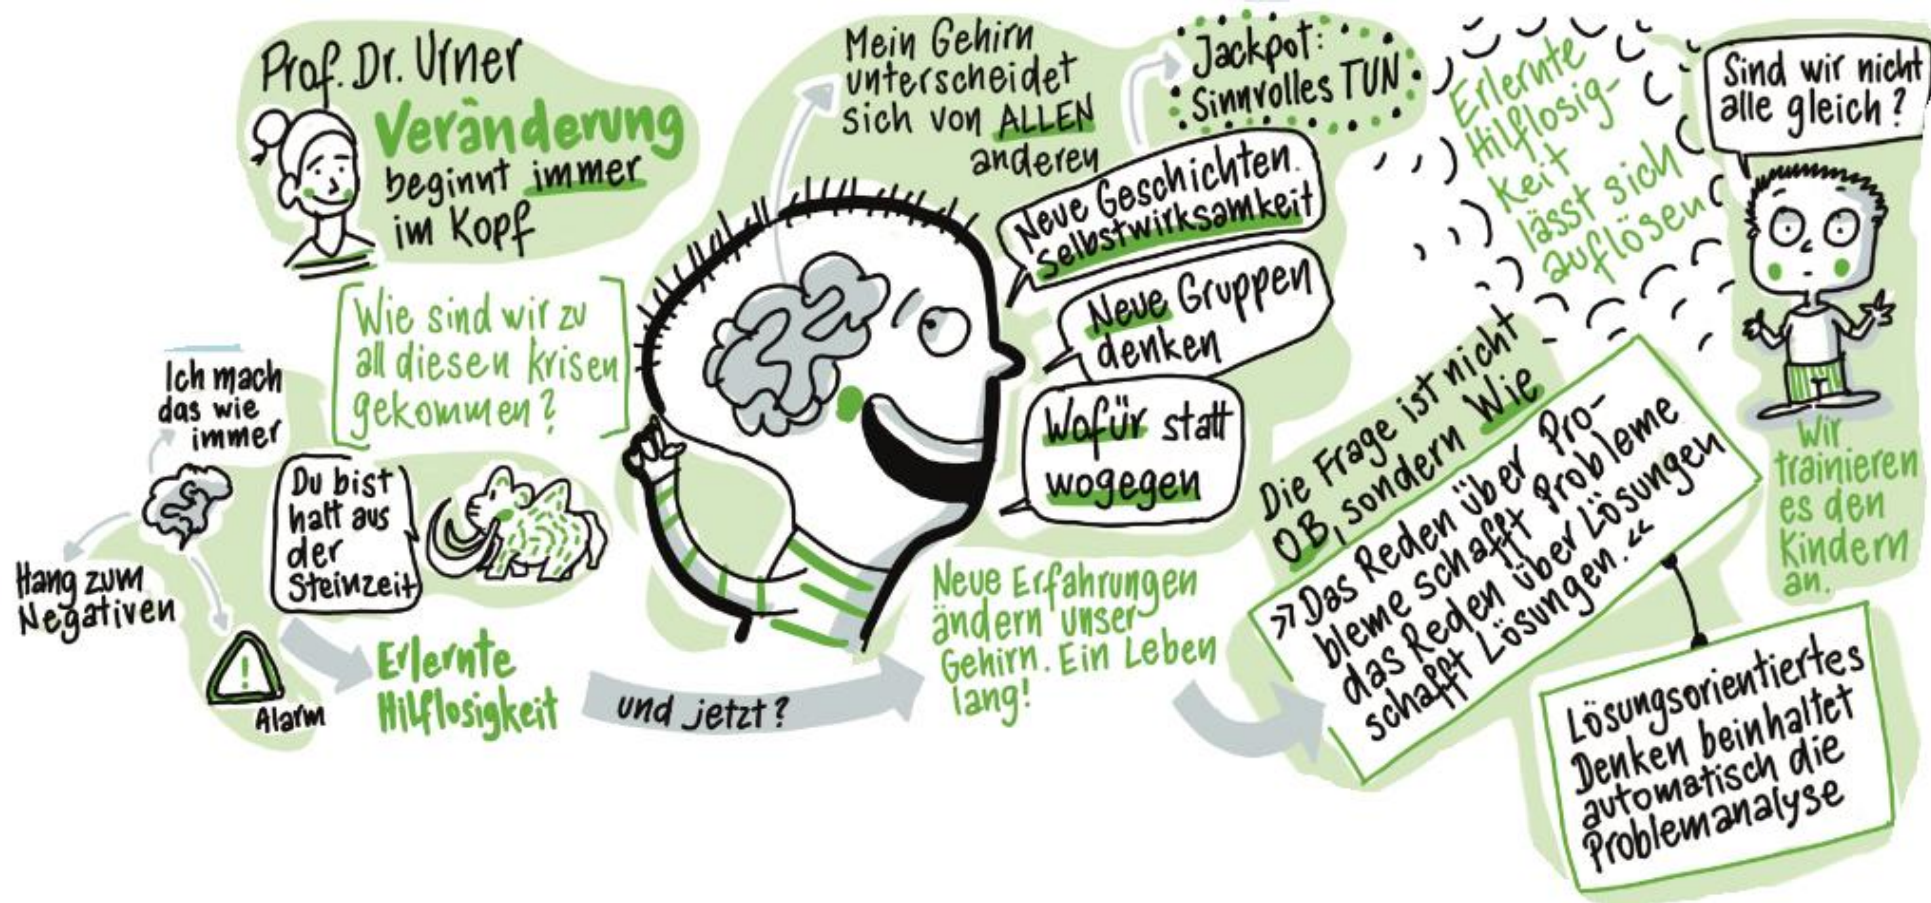 Prof. Dr. Urner
Veränderung
beginnt immer
im Kopf
Wie sind wir zu
all diesen Krisen
gekommen?
Ich mach
das wie
immer
Hang zum
Negativen
Alarm
Du bist
halt aus
der
Steinzeit
Erlernte
Hilflosigkeit
und jetzt?
Mein Gehirn
unterscheidet
sich von ALLEN
anderen
Jackpot:
Sinnvolles TUN
Neue Geschichten.
Selbstwirksamkeit
Neue Gruppen
denken
Wofür statt
wogegen
Neue Erfahrungen
ändern unser
Gehirn. Ein Leben
lang!
Die Frage ist nicht
OB, sondern Wie
»Das Reden über Pro-
bleme schafft Probleme
das Reden über Lösungen
schafft Lösungen.«
Lösungsorientiertes
Denken beinhaltet
automatisch die
Problemanalyse
Erlernte
Hilflosig-
keit
lässt sich
auflösen
Sind wir nicht
alle gleich?
Wir
trainieren
es den
Kindern
an.